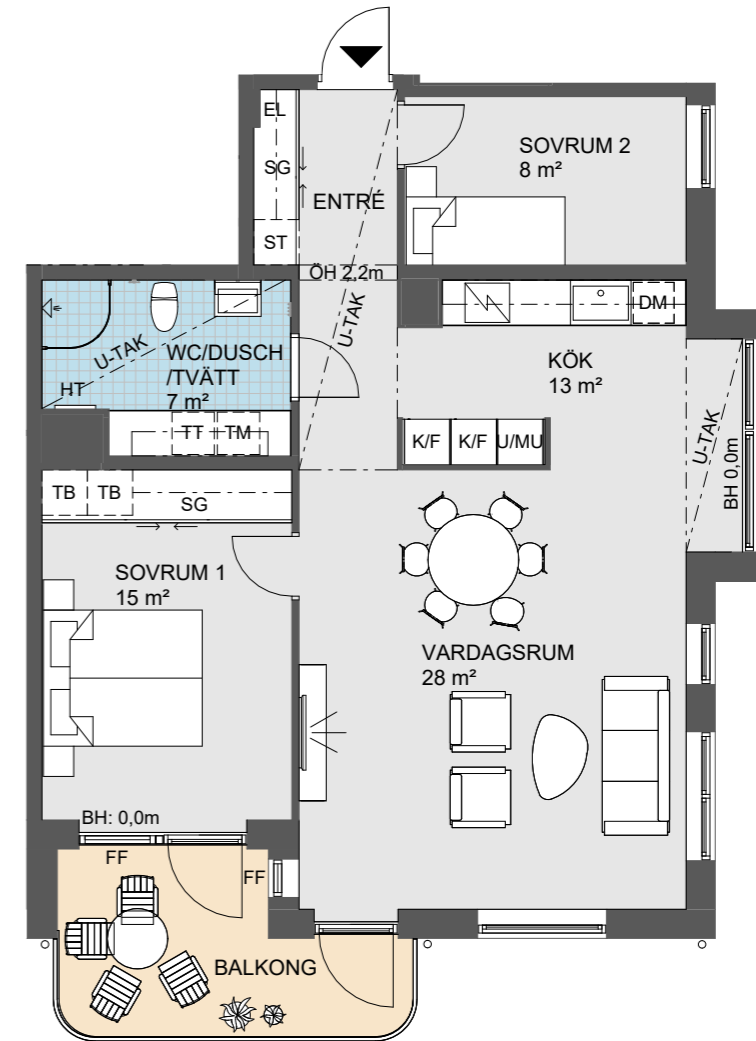 EL
SG
ENTRÉ
ST
SOVRUM 2
8 m²
ÖH 2,2m
U-TAK
U-TAK
WC/DUSCH
/TVÄTT
7 m²
HT
TT
TM
DM
KÖK
13 m²
K/F
K/F
U/MU
U-TAK
BH 0,0m
TB
TB
SG
SOVRUM 1
15 m²
VARDAGSRUM
28 m²
BH: 0,0m
FF
FF
BALKONG